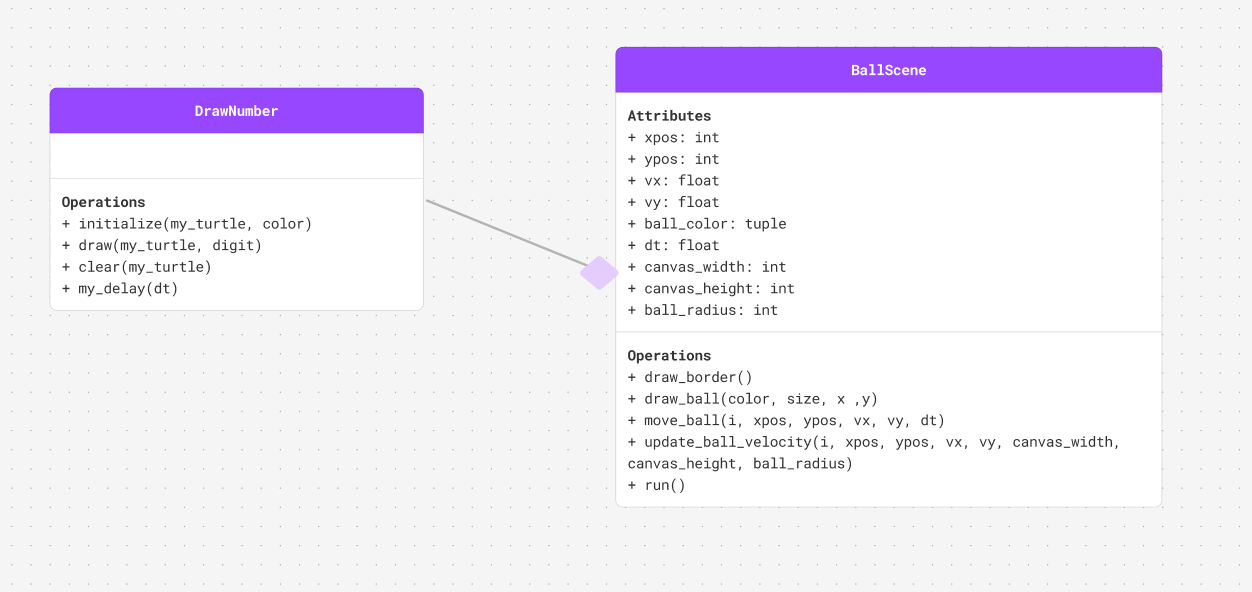 DrawNumber
Operations
+ initialize(my_turtle, color)
+ draw(my_turtle, digit)
+ clear(my_turtle)
+ my_delay(dt)
BallScene
Attributes
+ xpos: int
+ ypos: int
+ vx: float
+ vy: float
+ ball_color: tuple
+ dt: float
+ canvas_width: int
+ canvas_height: int
+ ball_radius: int
Operations
+ draw_border()
+ draw_ball(color, size, x ,y)
+ move_ball(i, xpos, ypos, vx, vy, dt)
+ update_ball_velocity(i, xpos, ypos, vx, vy, canvas_width,
canvas_height, ball_radius)
+ run()